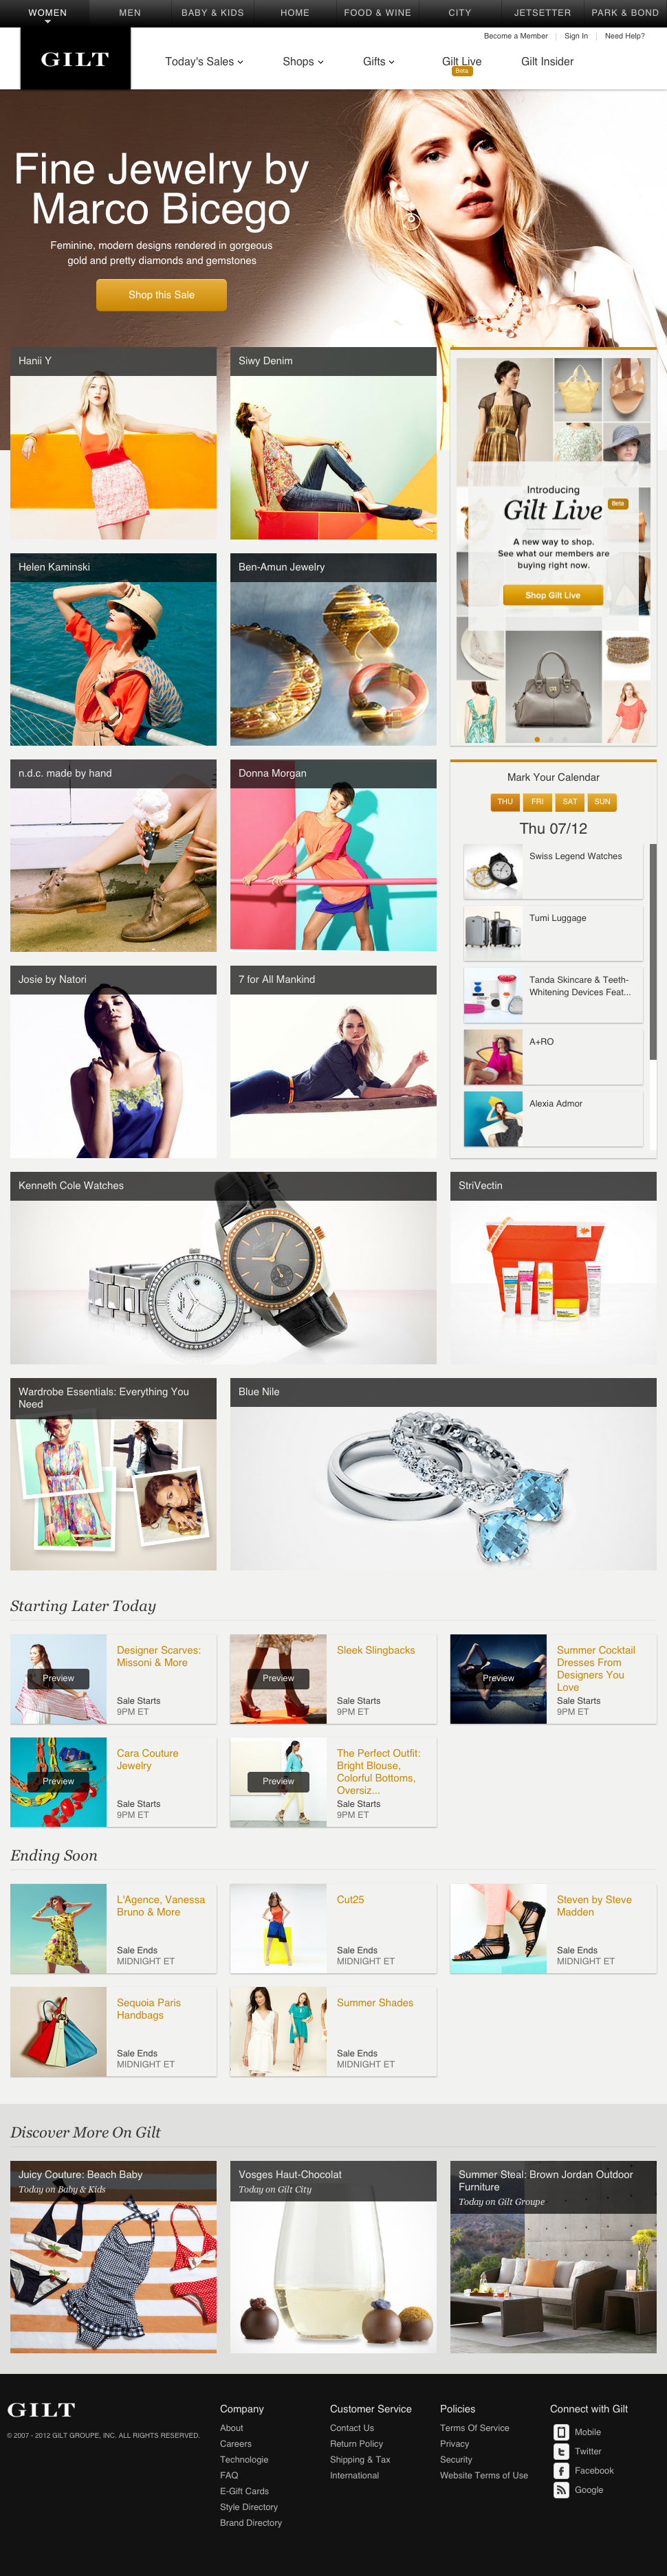 WOMEN MEN BABY & KIDS HOME FOOD & WINE CITY JETSETTER PARK & BOND
Become a Member Sign In Need Help?
GILT
Today's Sales Shops Gifts Gilt Live Gilt Insider
Beta
Fine Jewelry by
Marco Bicego
Feminine, modern designs rendered in gorgeous
gold and pretty diamonds and gemstones
Shop this Sale
Hanii Y
Siwy Denim
Introducing
Gilt Live Beta
A new way to shop.
See what our members are
buying right now.
Shop Gilt Live
Helen Kaminski
Ben-Amun Jewelry
n.d.c. made by hand
Donna Morgan
Mark Your Calendar
THU FRI SAT SUN
Thu 07/12
Swiss Legend Watches
Tumi Luggage
Tanda Skincare & Teeth-
Whitening Devices Feat...
A+RO
Alexia Admor
Josie by Natori
7 for All Mankind
Kenneth Cole Watches
StriVectin
Wardrobe Essentials: Everything You
Need
Blue Nile
Starting Later Today
Designer Scarves:
Missoni & More
Preview
Sale Starts
9PM ET
Sleek Slingbacks
Preview
Sale Starts
9PM ET
Summer Cocktail
Dresses From
Designers You
Love
Preview
Sale Starts
9PM ET
Cara Couture
Jewelry
Preview
Sale Starts
9PM ET
The Perfect Outfit:
Bright Blouse,
Colorful Bottoms,
Oversiz...
Preview
Sale Starts
9PM ET
Ending Soon
L'Agence, Vanessa
Bruno & More
Sale Ends
MIDNIGHT ET
Cut25
Sale Ends
MIDNIGHT ET
Steven by Steve
Madden
Sale Ends
MIDNIGHT ET
Sequoia Paris
Handbags
Sale Ends
MIDNIGHT ET
Summer Shades
Sale Ends
MIDNIGHT ET
Discover More On Gilt
Juicy Couture: Beach Baby
Today on Baby & Kids
Vosges Haut-Chocolat
Today on Gilt City
Summer Steal: Brown Jordan Outdoor
Furniture
Today on Gilt Groupe
GILT
© 2007 - 2012 GILT GROUPE, INC. ALL RIGHTS RESERVED.
Company
About
Careers
Technologie
FAQ
E-Gift Cards
Style Directory
Brand Directory
Customer Service
Contact Us
Return Policy
Shipping & Tax
International
Policies
Terms Of Service
Privacy
Security
Website Terms of Use
Connect with Gilt
Mobile
Twitter
Facebook
Google